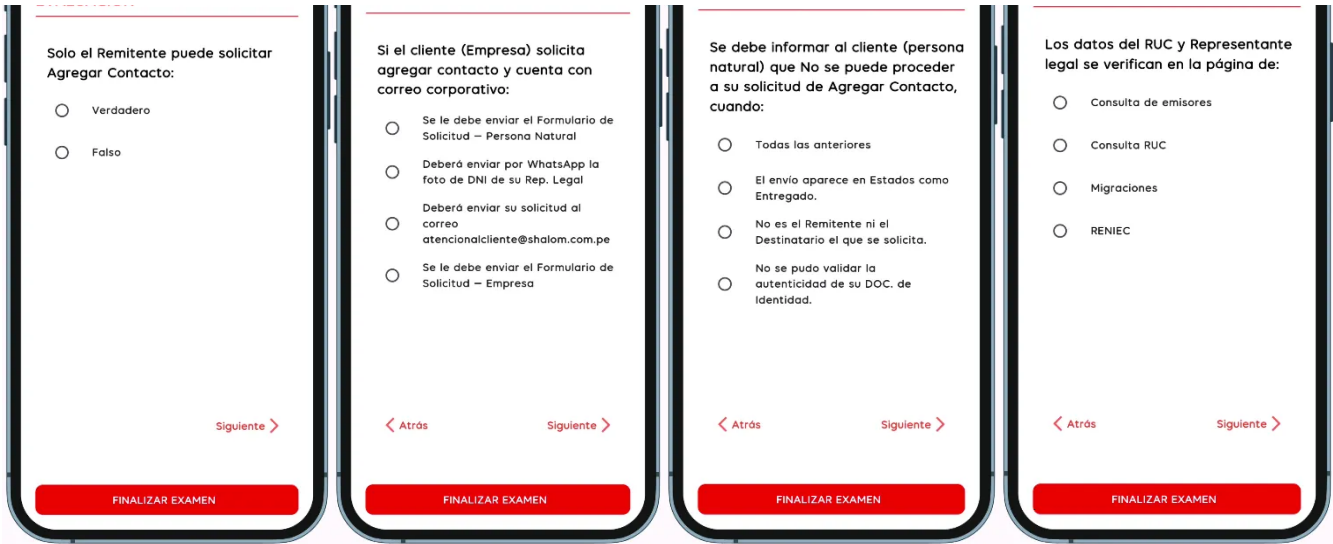 Solo el Remitente puede solicitar
Agregar Contacto:
Verdadero
Falso
Siguiente
FINALIZAR EXAMEN
Si el cliente (Empresa) solicita
agregar contacto y cuenta con
correo corporativo:
Se le debe enviar el Formulario de
Solicitud – Persona Natural
Deberá enviar por WhatsApp la
foto de DNI de su Rep. Legal
Deberá enviar su solicitud al
correo
atencionalcliente@shalom.com.pe
Se le debe enviar el Formulario de
Solicitud – Empresa
Atrás
Siguiente
FINALIZAR EXAMEN
Se debe informar al cliente (persona
natural) que No se puede proceder
a su solicitud de Agregar Contacto,
cuando:
Todas las anteriores
El envío aparece en Estados como
Entregado.
No es el Remitente ni el
Destinatario el que se solicita.
No se pudo validar la
autenticidad de su DOC. de
Identidad.
Atrás
Siguiente
FINALIZAR EXAMEN
Los datos del RUC y Representante
legal se verifican en la página de:
Consulta de emisores
Consulta RUC
Migraciones
RENIEC
Atrás
Siguiente
FINALIZAR EXAMEN